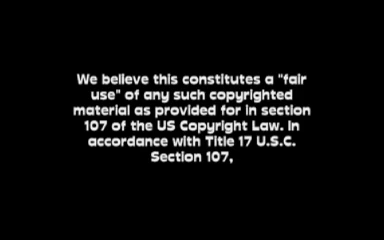 We believe this constitutes a "fair
use" of any such copyrighted
material as provided for in section
107 of the US Copyright Law. In
accordance with Title 17 U.S.C.
Section 107,